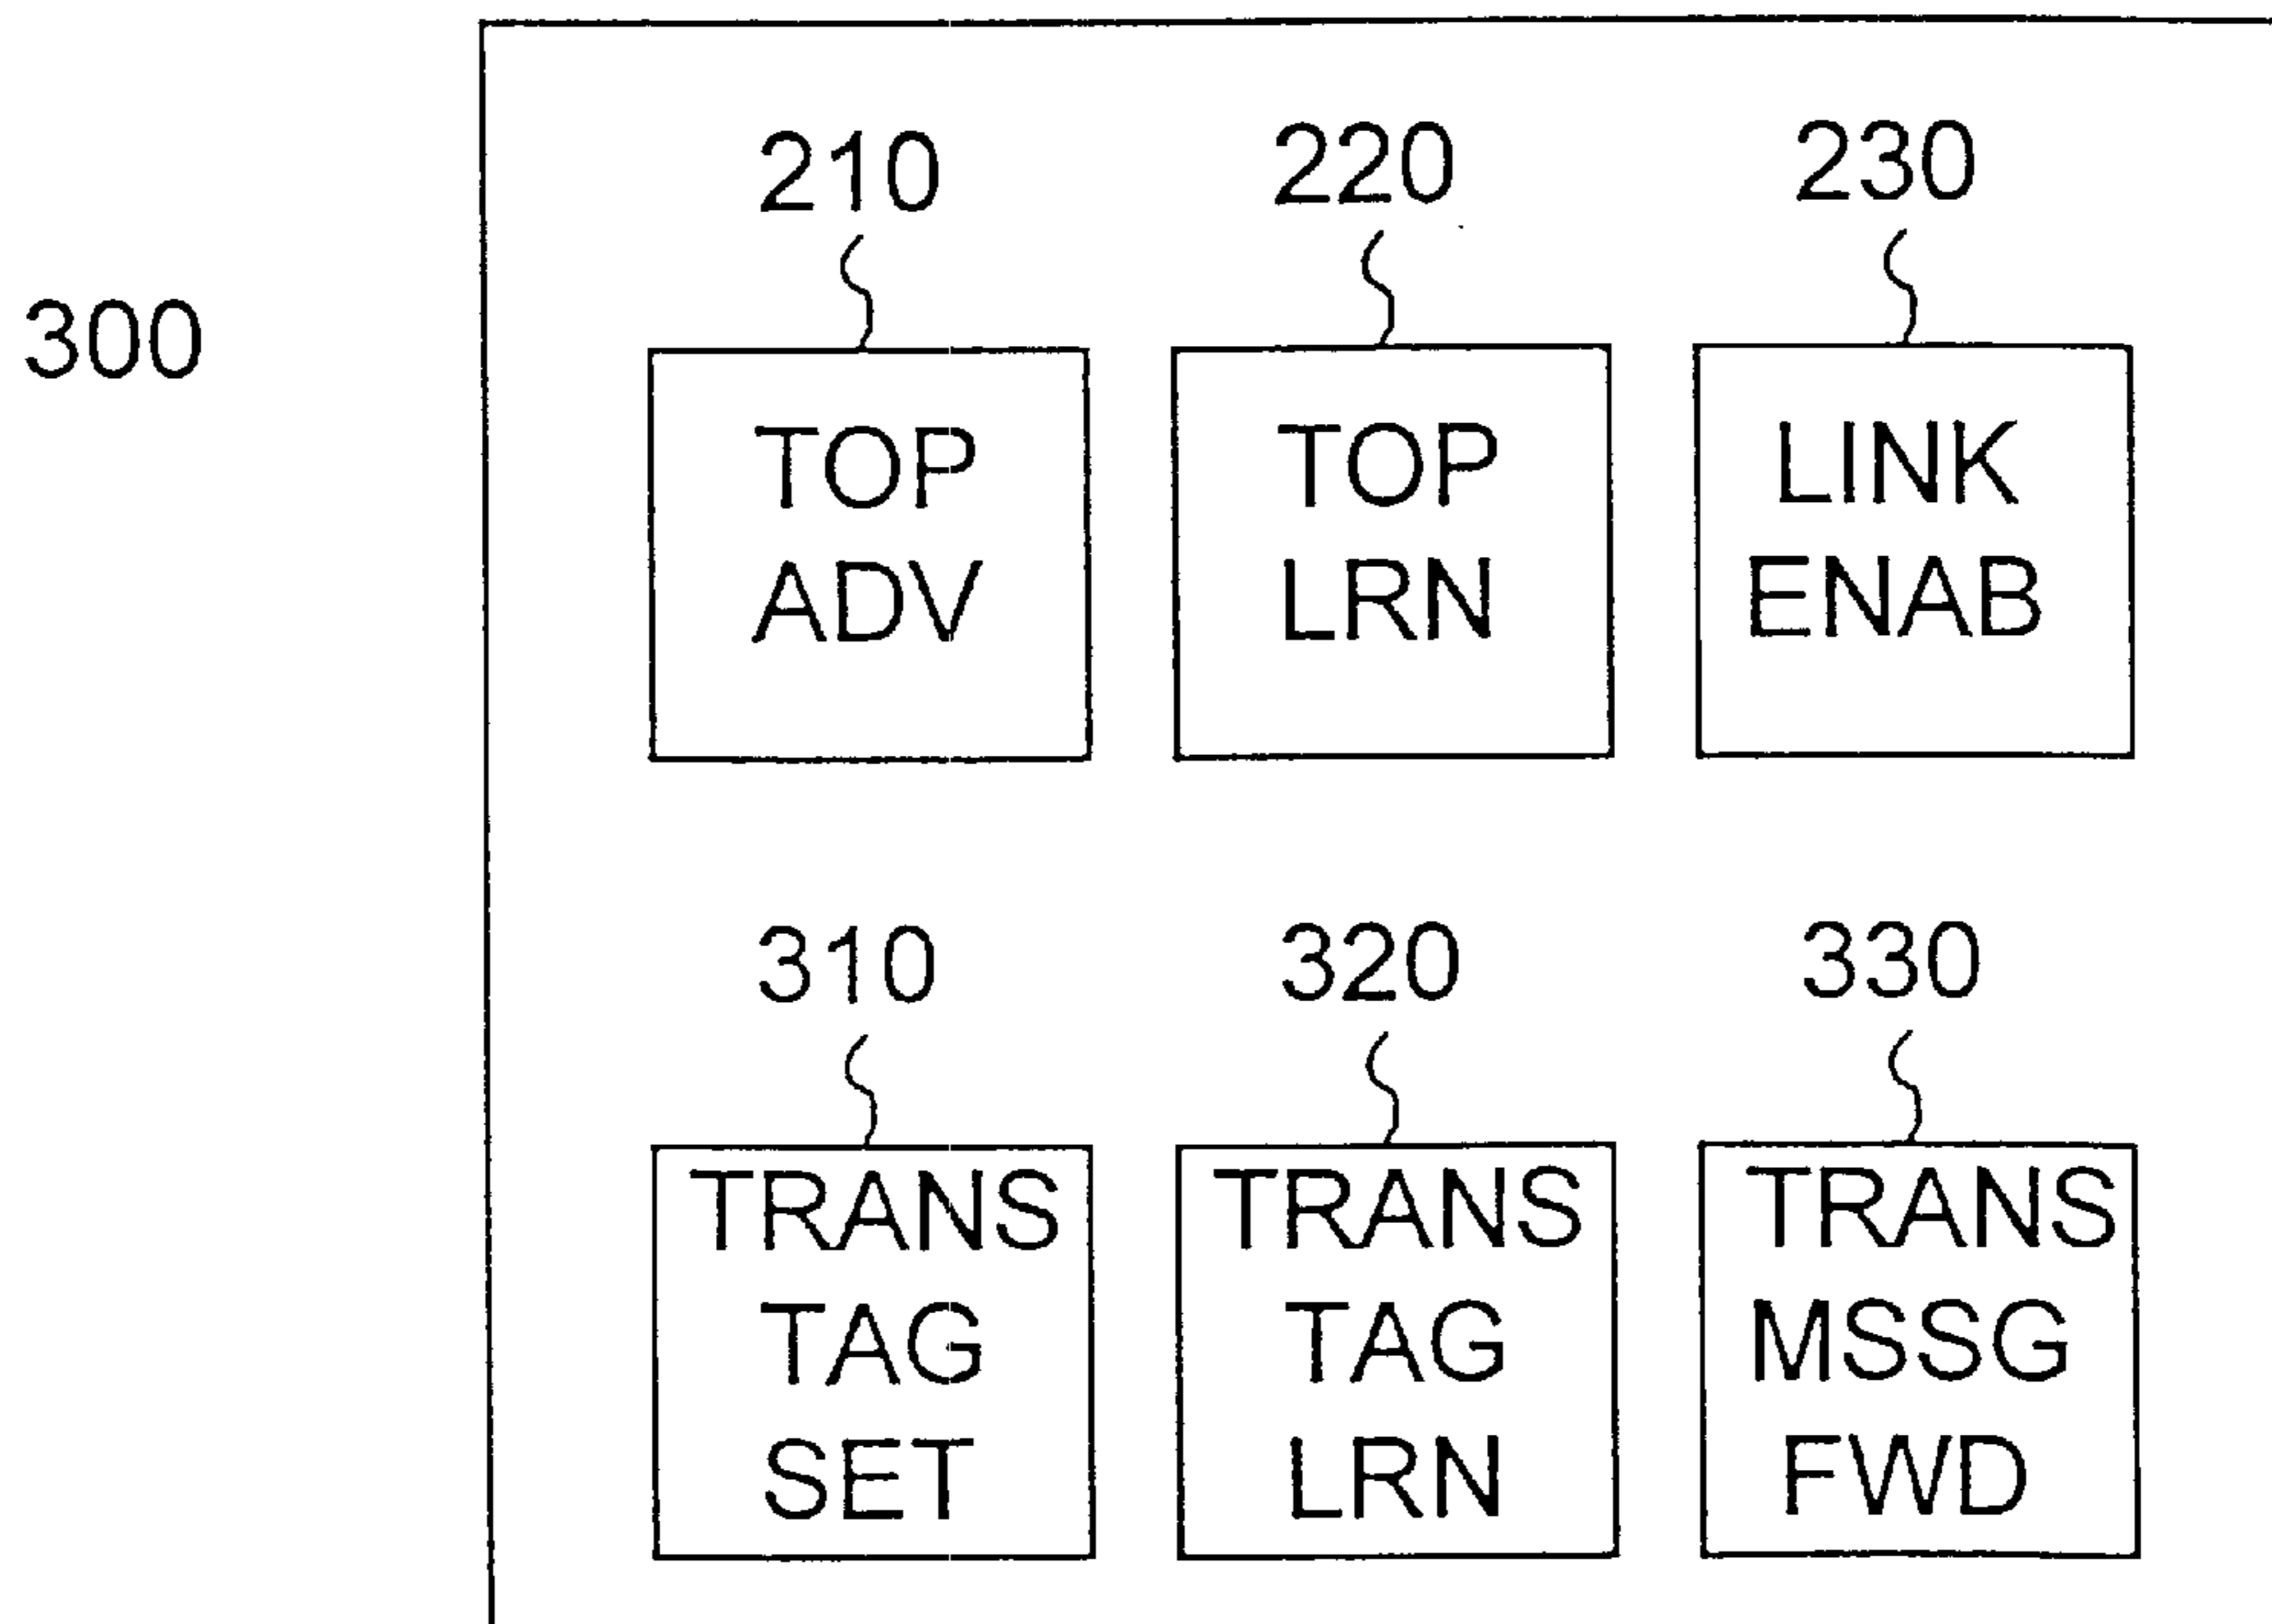 210 220 230
300
TOP
ADV
TOP
LRN
LINK
ENAB
310 320 330
TRANS
TAG
SET
TRANS
TAG
LRN
TRANS
MSSG
FWD